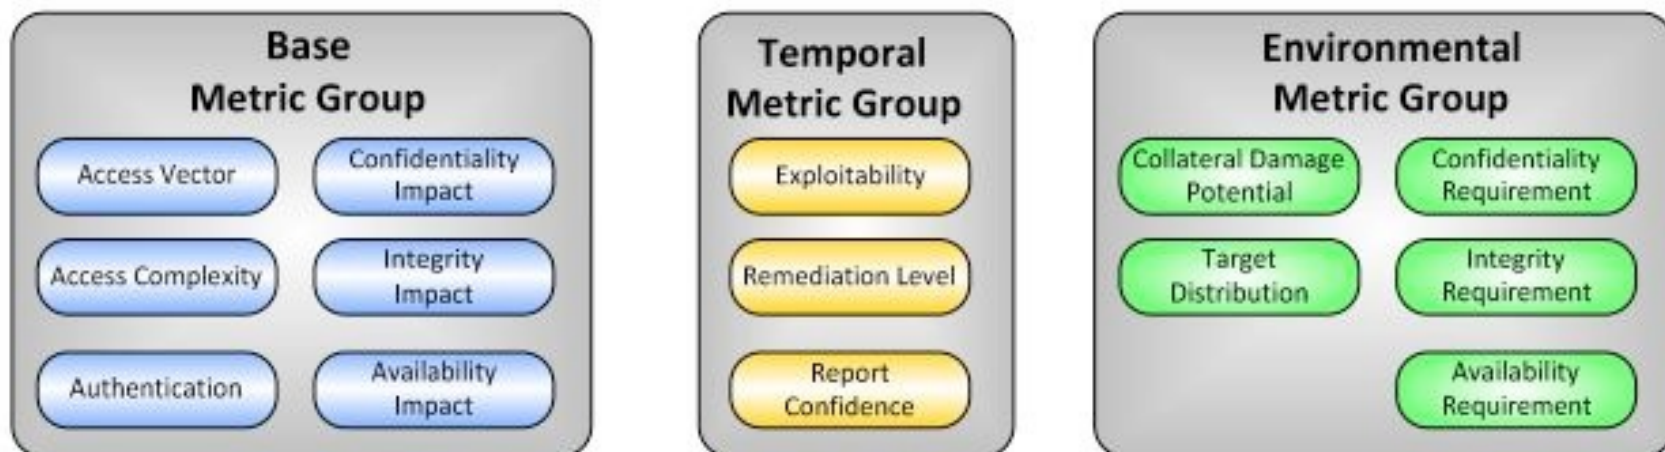 Base
Metric Group
Access Vector
Confidentiality
Impact
Access Complexity
Integrity
Impact
Authentication
Availability
Impact
Temporal
Metric Group
Exploitability
Remediation Level
Report
Confidence
Environmental
Metric Group
Collateral Damage
Potential
Confidentiality
Requirement
Target
Distribution
Integrity
Requirement
Availability
Requirement